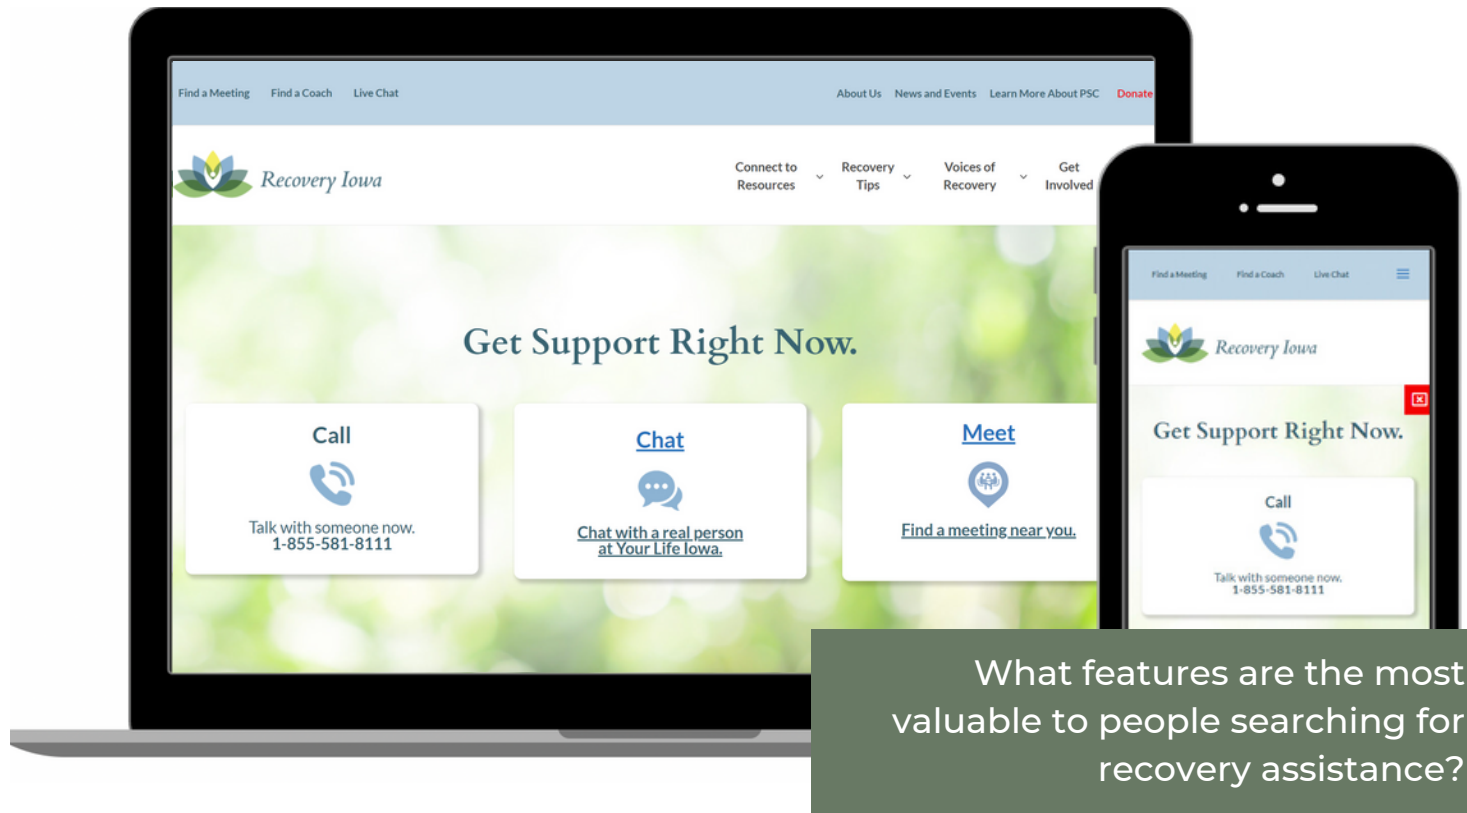 Find a Meeting Find a Coach Live Chat
About Us News and Events Learn More About PSC Donate
Recovery Iowa
Connect to
Resources
Recovery
Tips
Voices of
Recovery
Get
Involved
Get Support Right Now.
Call
Talk with someone now.
1-855-581-8111
Chat
Chat with a real person
at Your Life Iowa.
Meet
Find a meeting near you.
Find a Meeting Find a Coach Live Chat
Recovery Iowa
Get Support Right Now.
Call
Talk with someone now.
1-855-581-8111
What features are the most
valuable to people searching for
recovery assistance?